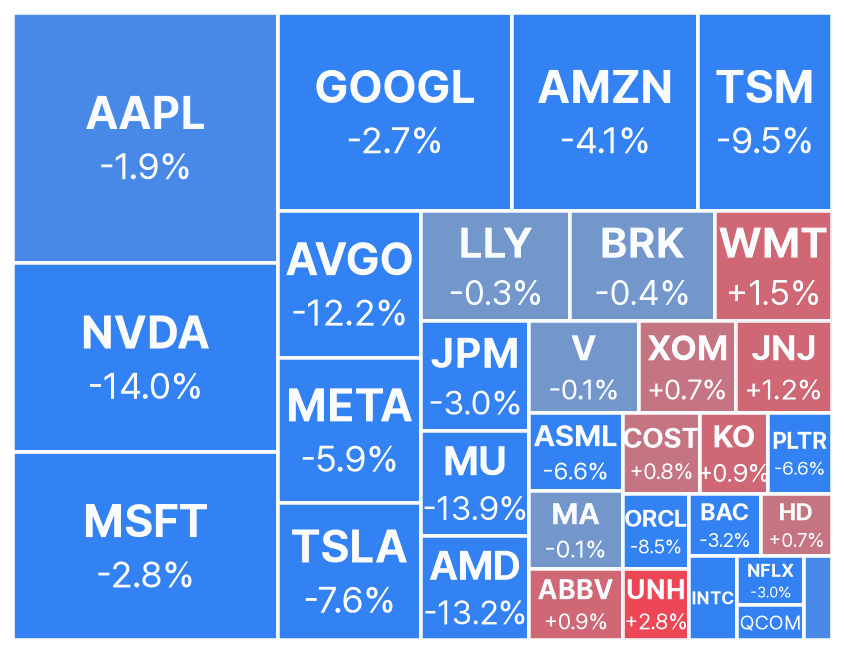 AAPL
-1.9%
NVDA
-14.0%
MSFT
-2.8%
GOOGL
-2.7%
AMZN
-4.1%
TSM
-9.5%
AVGO
-12.2%
META
-5.9%
TSLA
-7.6%
LLY
-0.3%
BRK
-0.4%
WMT
+1.5%
JPM
-3.0%
MU
-13.9%
AMD
-13.2%
V
-0.1%
XOM
+0.7%
JNJ
+1.2%
ASML
-6.6%
COST
+0.8%
KO
+0.9%
PLTR
-6.6%
MA
-0.1%
ORCL
-8.5%
BAC
-3.2%
HD
+0.7%
ABBV
+0.9%
UNH
+2.8%
INTC
NFLX
-3.0%
QCOM